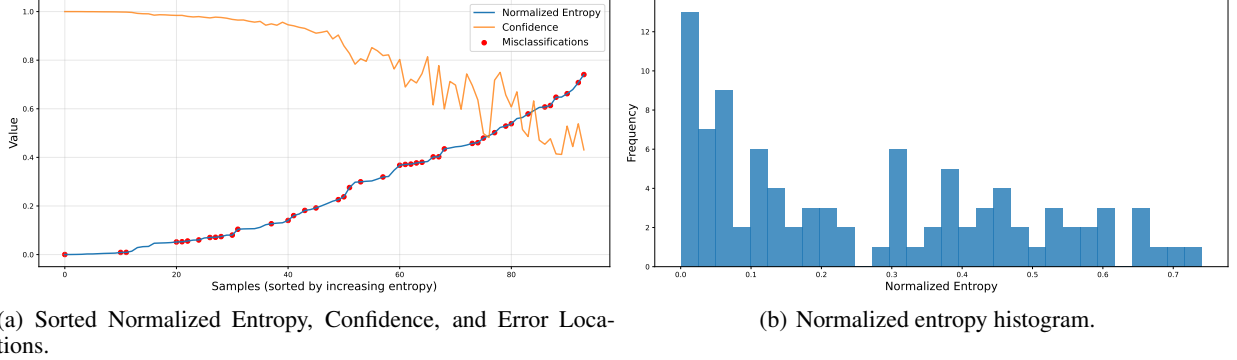 1.0
0.8
0.6
0.4
0.2
0.0
Value
0
20
40
60
80
Samples (sorted by increasing entropy)
Normalized Entropy
Confidence
Misclassifications
12
10
8
6
4
2
0
Frequency
0.0
0.1
0.2
0.3
0.4
0.5
0.6
0.7
Normalized Entropy
(a) Sorted Normalized Entropy, Confidence, and Error Loca-
tions.
(b) Normalized entropy histogram.